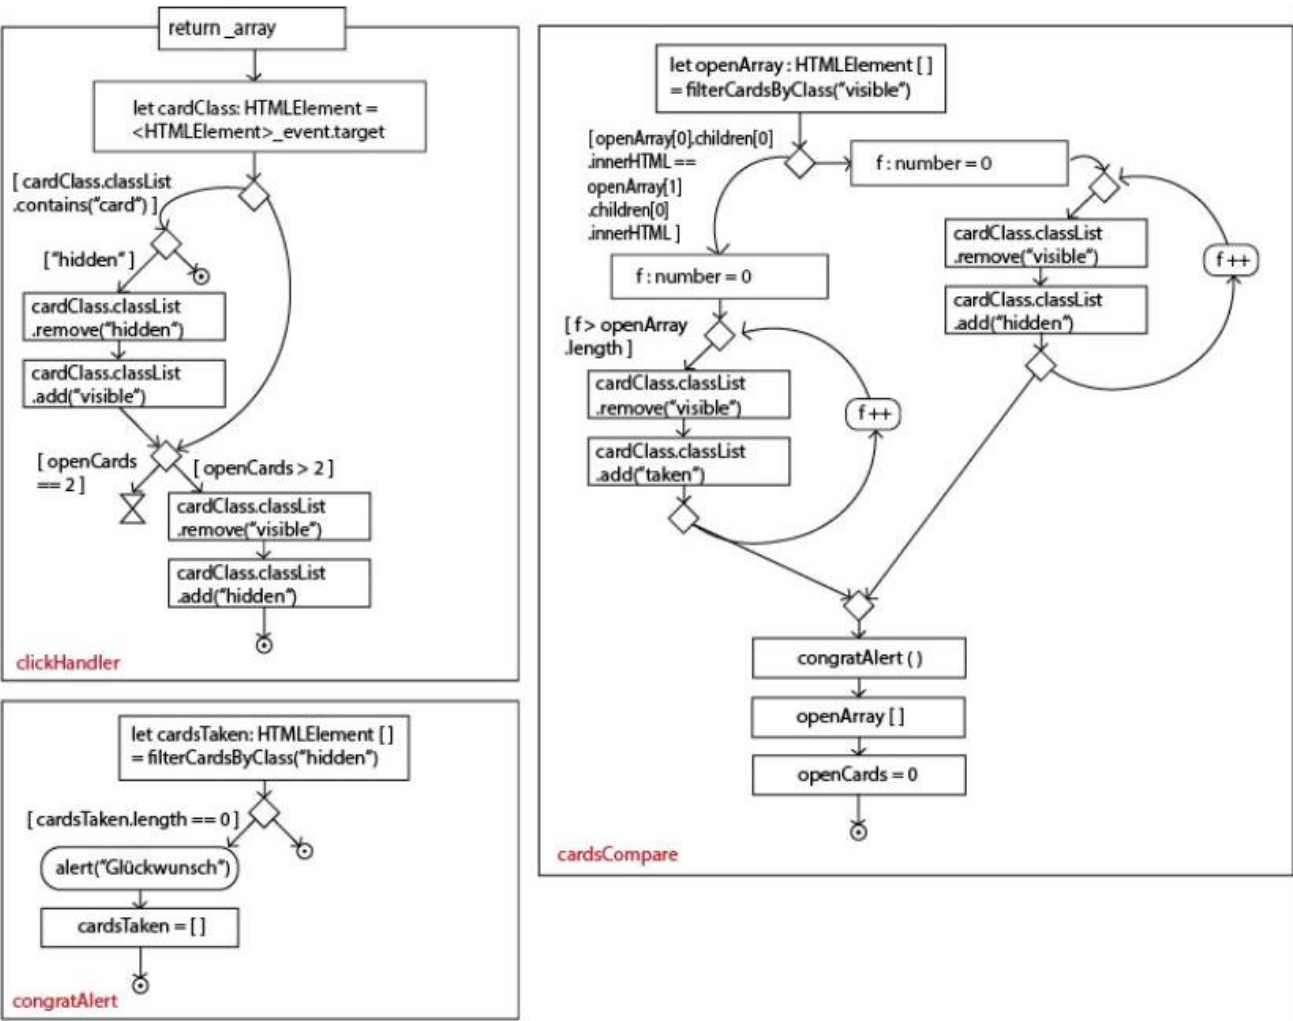 return _array
let cardClass: HTMLElement =
<HTMLElement>_event.target
[ cardClass.classList
.contains("card") ]
["hidden" ]
cardClass.classList
.remove("hidden")
cardClass.classList
.add("visible")
[ openCards
== 2 ]
[ openCards > 2 ]
cardClass.classList
.remove("visible")
cardClass.classList
.add("hidden")
clickHandler
let cardsTaken: HTMLElement [ ]
= filterCardsByClass("hidden")
[ cardsTaken.length == 0 ]
alert("Glückwunsch")
cardsTaken = [ ]
congratAlert
let openArray : HTMLElement [ ]
= filterCardsByClass("visible")
[ openArray[0].children[0]
.innerHTML ==
openArray[1]
.children[0]
.innerHTML ]
f : number = 0
f : number = 0
[ f > openArray
.length ]
cardClass.classList
.remove("visible")
cardClass.classList
.add("taken")
f ++
cardClass.classList
.remove("visible")
cardClass.classList
.add("hidden")
f ++
congratAlert ( )
openArray [ ]
openCards = 0
cardsCompare